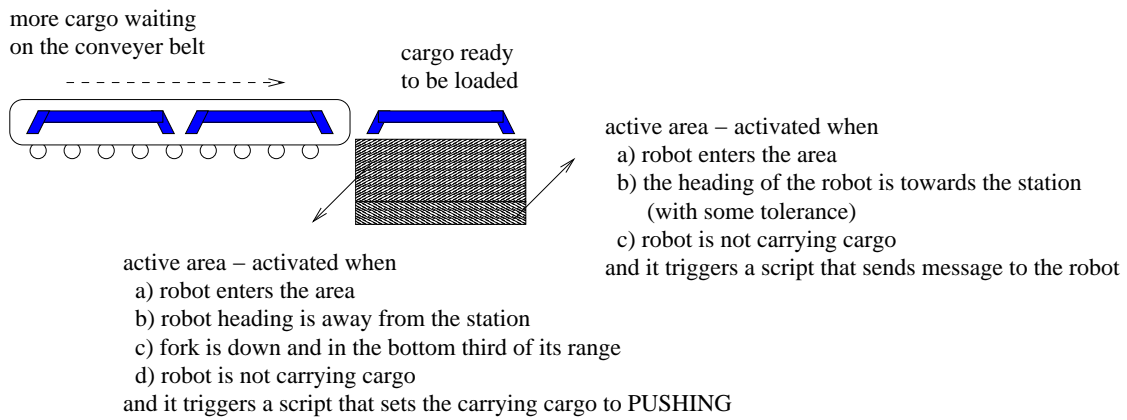 more cargo waiting
on the conveyer belt
cargo ready
to be loaded
active area – activated when
a) robot enters the area
b) the heading of the robot is towards the station
(with some tolerance)
c) robot is not carrying cargo
and it triggers a script that sends message to the robot
active area – activated when
a) robot enters the area
b) robot heading is away from the station
c) fork is down and in the bottom third of its range
d) robot is not carrying cargo
and it triggers a script that sets the carrying cargo to PUSHING